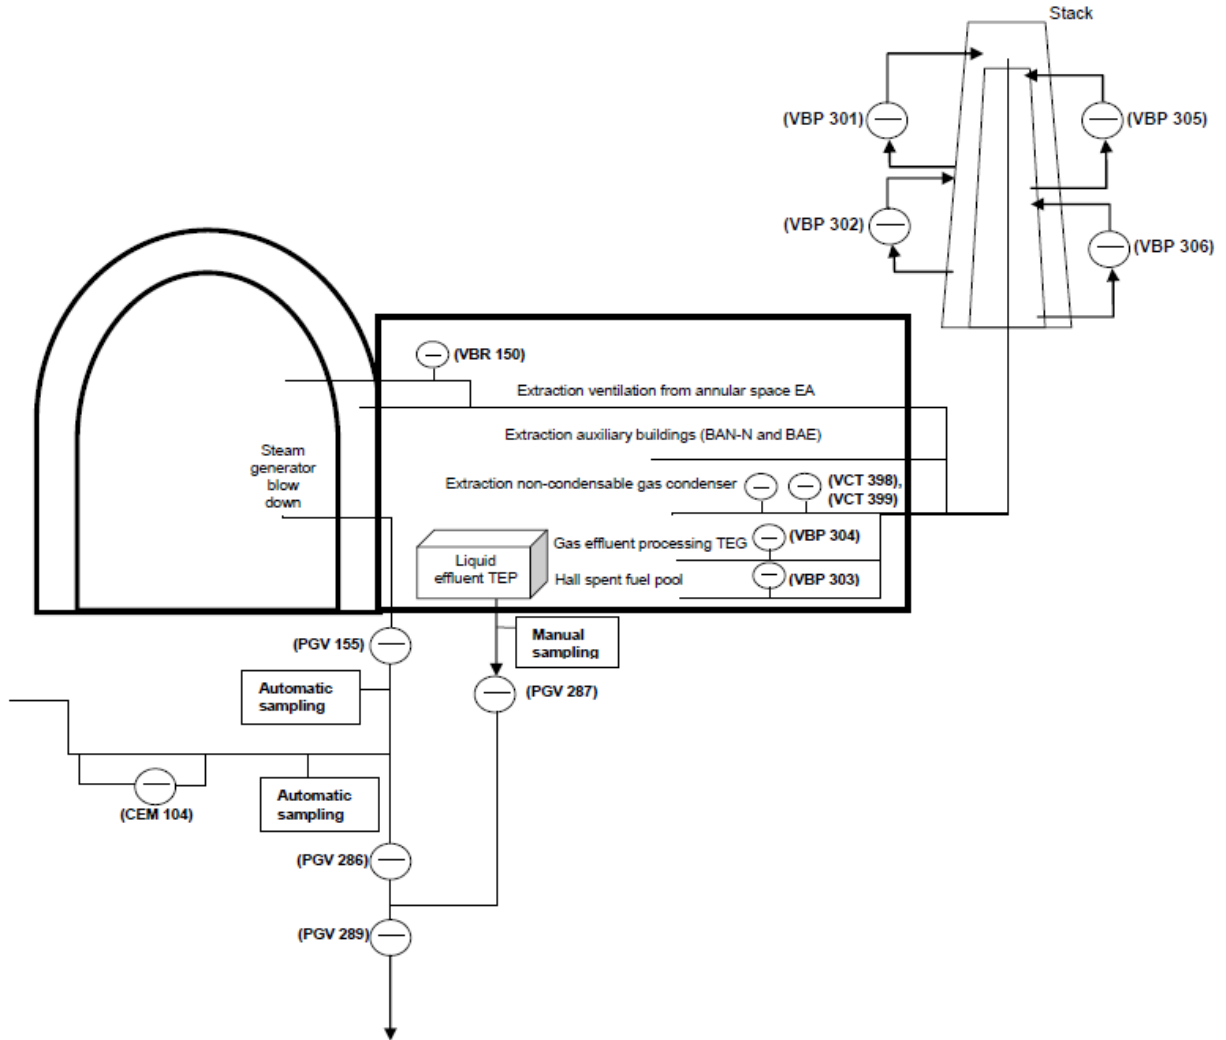 Stack
(VBP 301)
(VBP 305)
(VBP 302)
(VBP 306)
(VBR 150)
Extraction ventilation from annular space EA
Extraction auxiliary buildings (BAN-N and BAE)
Steam
generator
blow
down
Extraction non-condensable gas condenser
(VCT 398),
(VCT 399)
Gas effluent processing TEG
(VBP 304)
Liquid
effluent TEP
Hall spent fuel pool
(VBP 303)
(PGV 155)
Manual
sampling
Automatic
sampling
(PGV 287)
Automatic
sampling
(CEM 104)
(PGV 286)
(PGV 289)